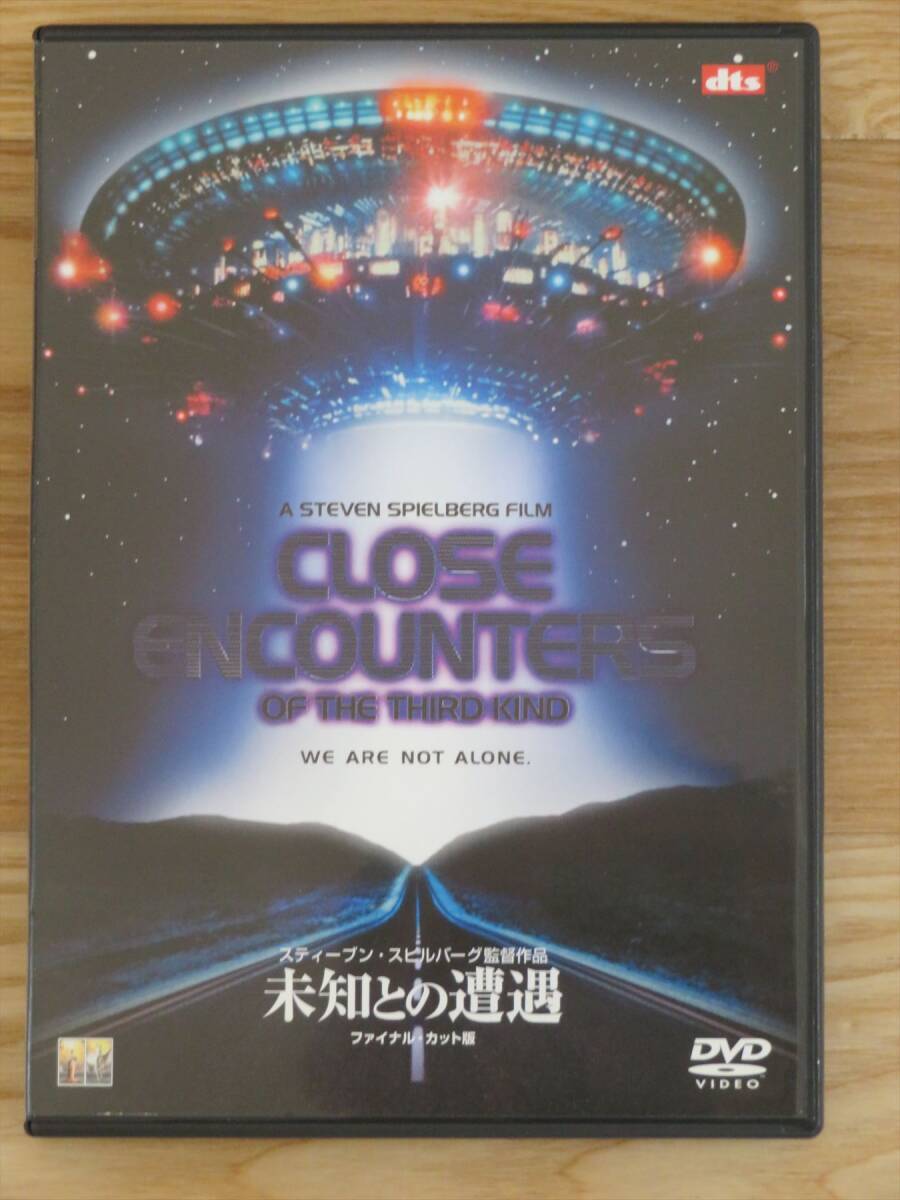 dts
A STEVEN SPIELBERG FILM
CLOSE
ENCOUNTERS
OF THE THIRD KIND
WE ARE NOT ALONE.
スティーブン・スピルバーグ監督作品
未知との遭遇
ファイナル・カット版
DVD
VIDEO